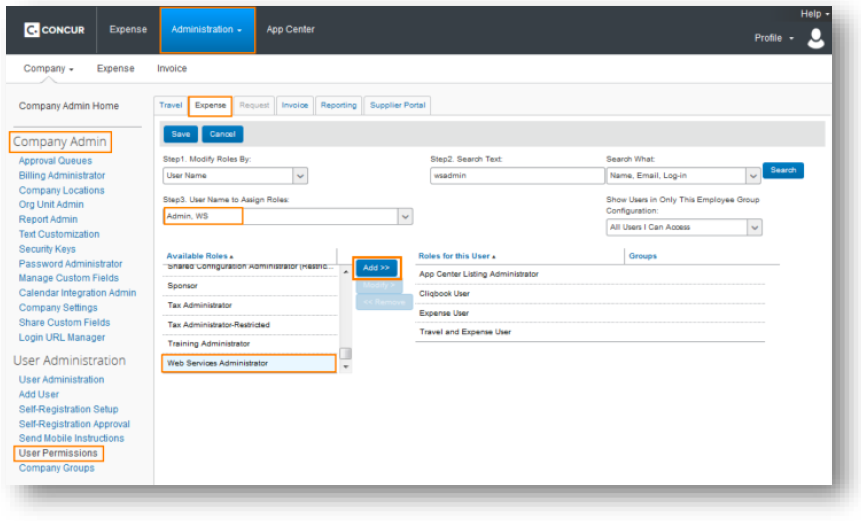 Help
C. CONCUR Expense Administration App Center
Profile
Company Expense Invoice
Company Admin Home
Company Admin
Approval Queues
Billing Administrator
Company Locations
Org Unit Admin
Report Admin
Text Customization
Security Keys
Password Administrator
Manage Custom Fields
Calendar Integration Admin
Company Settings
Share Custom Fields
Login URL Manager
User Administration
User Administration
Add User
Self-Registration Setup
Self-Registration Approval
Send Mobile Instructions
User Permissions
Company Groups
Travel Expense Request Invoice Reporting Supplier Portal
Save Cancel
Step1. Modify Roles By:
User Name
Step2. Search Text:
wsadmin
Search What:
Name, Email, Log-in
Search
Step3. User Name to Assign Roles:
Admin, WS
Show Users in Only This Employee Group
Configuration:
All Users I Can Access
Available Roles
Shared Configuration Administrator (Restric...
Sponsor
Tax Administrator
Tax Administrator-Restricted
Training Administrator
Web Services Administrator
Add >>
Modify >
<< Remove
Roles for this User Groups
App Center Listing Administrator
Cliqbook User
Expense User
Travel and Expense User